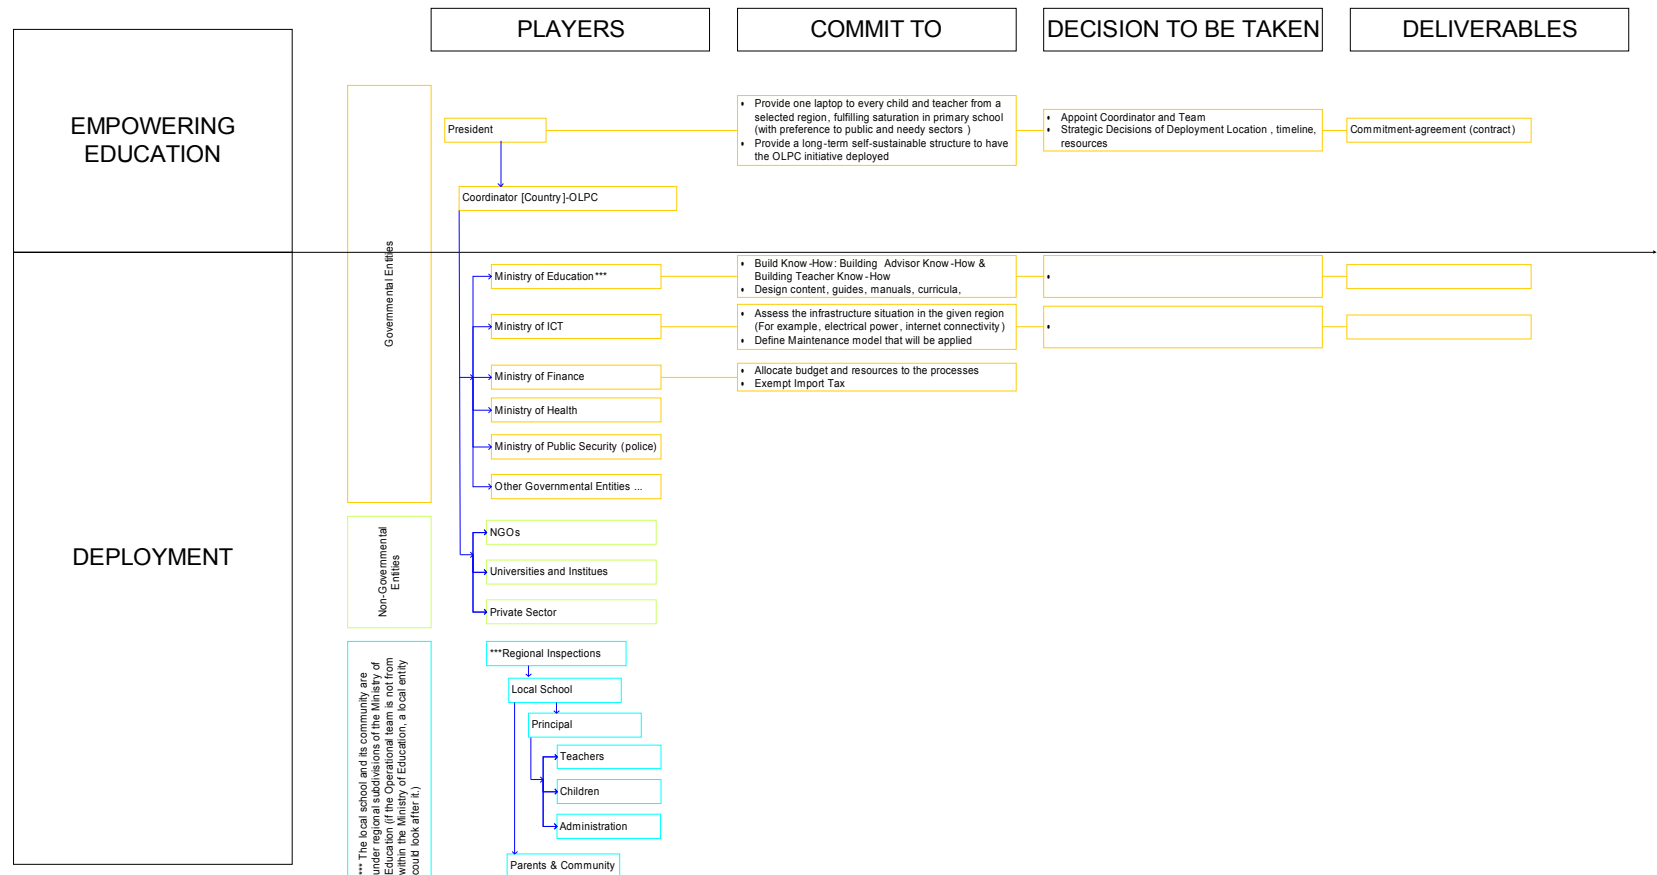 PLAYERS
COMMIT TO
DECISION TO BE TAKEN
DELIVERABLES
EMPOWERING
EDUCATION
Governmental Entities
President
• Provide one laptop to every child and teacher from a
selected region, fulfilling saturation in primary school
(with preference to public and needy sectors )
• Provide a long-term self-sustainable structure to have
the OLPC initiative deployed
• Appoint Coordinator and Team
• Strategic Decisions of Deployment Location , timeline,
resources
Commitment-agreement (contract)
Coordinator [Country]-OLPC
DEPLOYMENT
Ministry of Education***
• Build Know-How: Building Advisor Know-How &
Building Teacher Know-How
• Design content, guides, manuals, curricula,
•
Ministry of ICT
• Assess the infrastructure situation in the given region
(For example, electrical power, internet connectivity)
• Define Maintenance model that will be applied
•
Ministry of Finance
• Allocate budget and resources to the processes
• Exempt Import Tax
Ministry of Health
Ministry of Public Security (police)
Other Governmental Entities ...
Non-Governmental
Entities
NGOs
Universities and Institues
Private Sector
*** The local school and its community are
under regional subdivisions of the Ministry of
Education (if the Operational team is not from
within the Ministry of Education, a local entity
could look after it.)
***Regional Inspections
Local School
Principal
Teachers
Children
Administration
Parents & Community